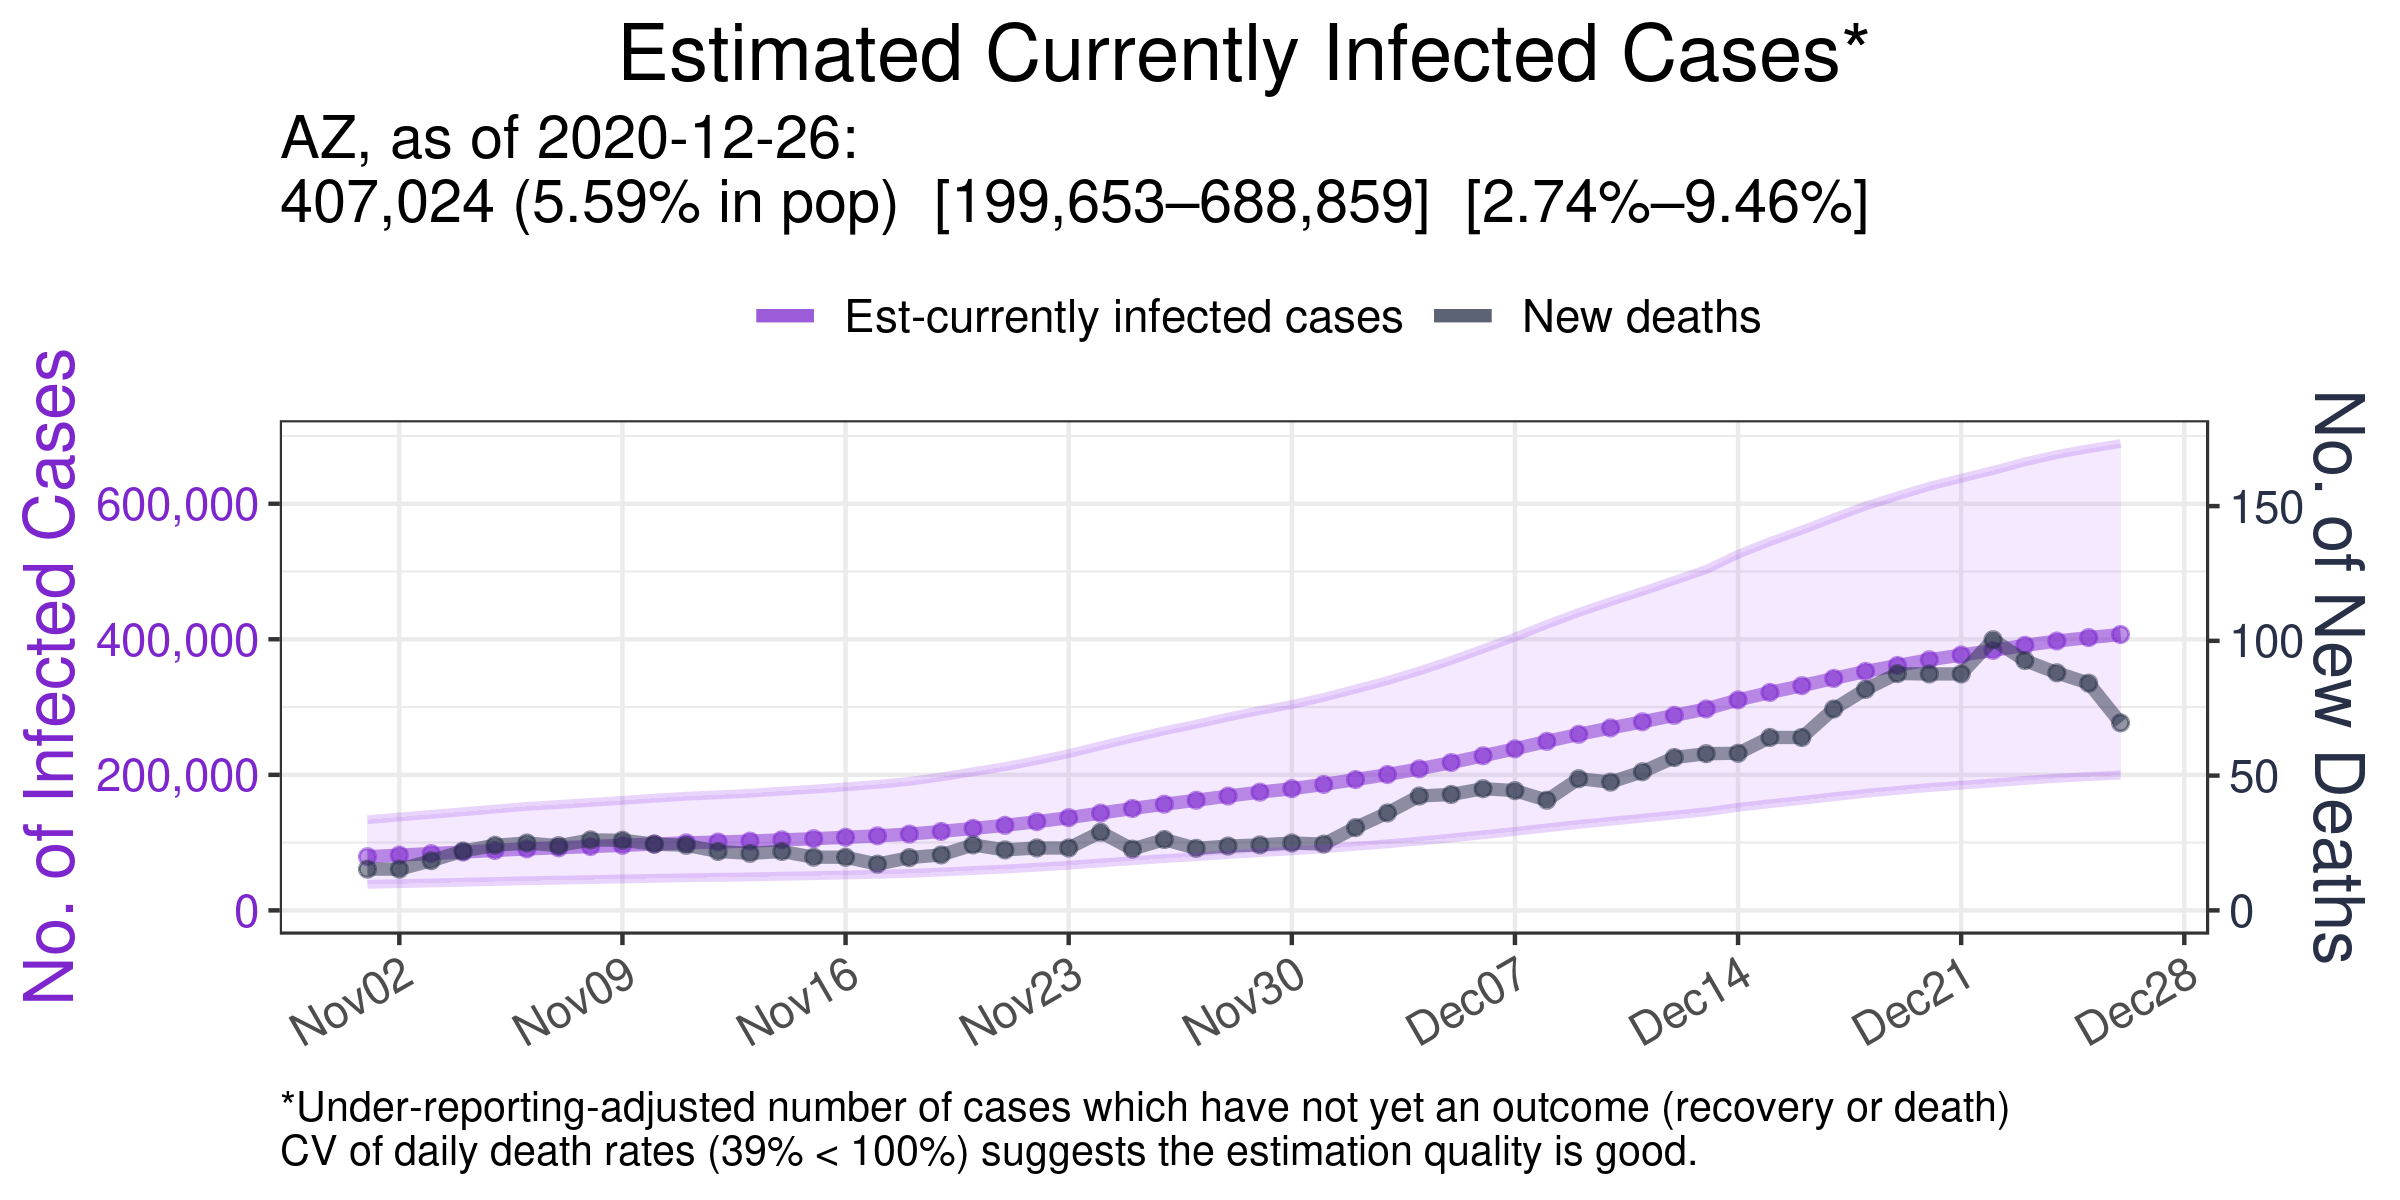 Estimated Currently Infected Cases*
AZ, as of 2020-12-26:
407,024 (5.59% in pop) [199,653–688,859] [2.74%–9.46%]
Est-currently infected cases
New deaths
No. of Infected Cases
600,000
400,000
200,000
0
150
100
50
0
No. of New Deaths
Nov02
Nov09
Nov16
Nov23
Nov30
Dec07
Dec14
Dec21
Dec28
*Under-reporting-adjusted number of cases which have not yet an outcome (recovery or death)
CV of daily death rates (39% < 100%) suggests the estimation quality is good.